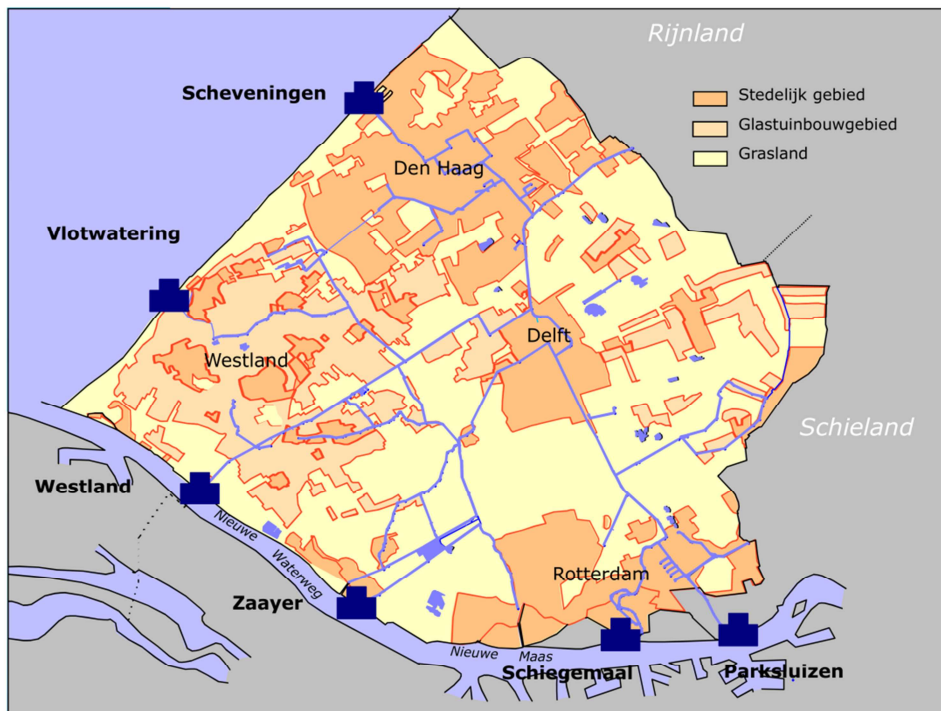 Rijnland
Scheveningen
Stedelijk gebied
Glastuinbouwgebied
Grasland
Den Haag
Vlotwatering
Delft
Westland
Schieland
Westland
Nieuwe
Waterweg
Rotterdam
Zaayer
Nieuwe Maas
Schiegemaal
Parksluizen